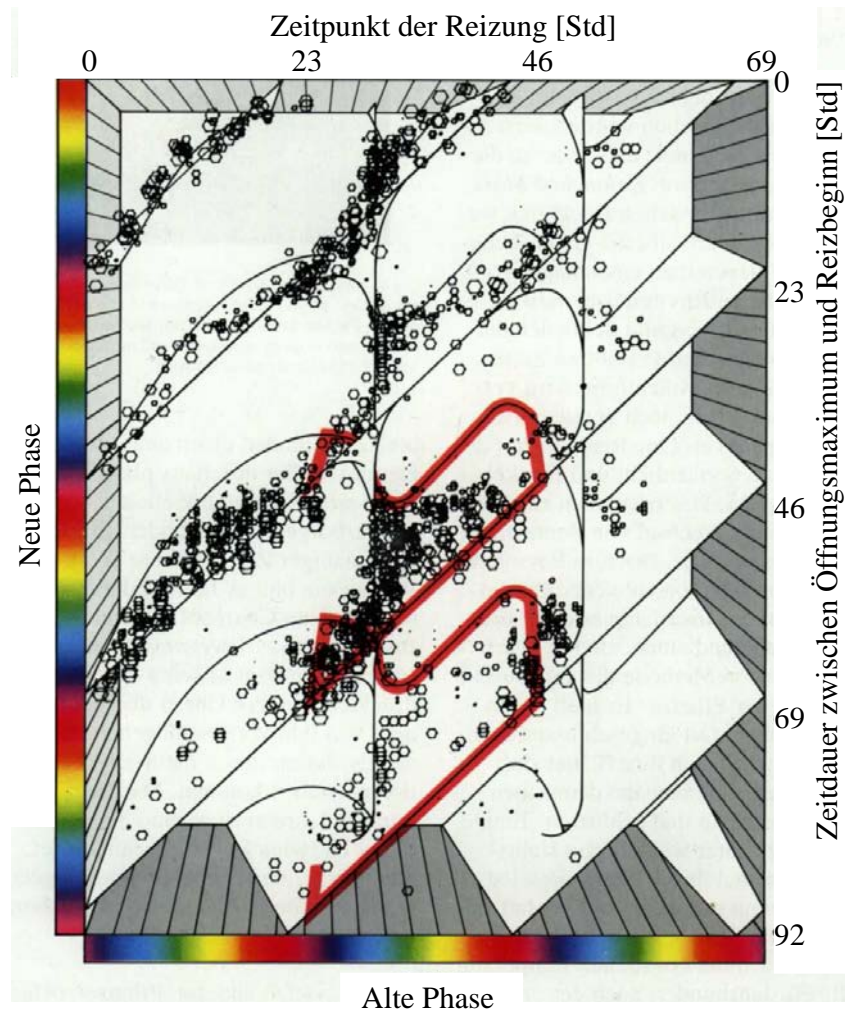 Zeitpunkt der Reizung [Std]
0 23 46 69
0
23
46
69
92
Neue Phase
Zeitdauer zwischen Öffnungsmaximum und Reizbeginn [Std]
Alte Phase